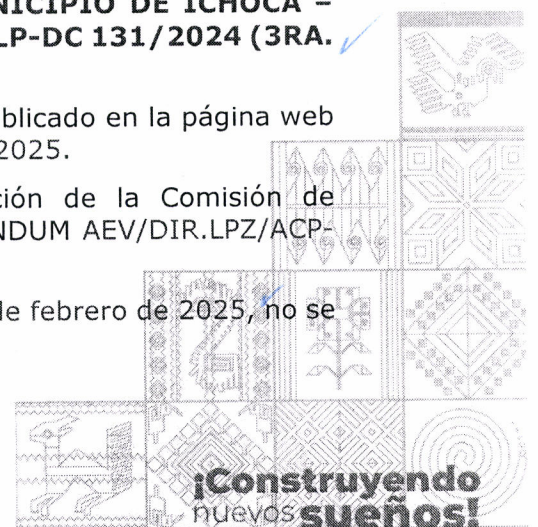 NICIPIO DE ICHOCA –
LP-DC 131/2024 (3RA.
blicado en la página web
2025.
ción de la Comisión de
NDUM AEV/DIR.LPZ/ACP-
de febrero de 2025, no se
¡Construyendo
nuevos sueños!